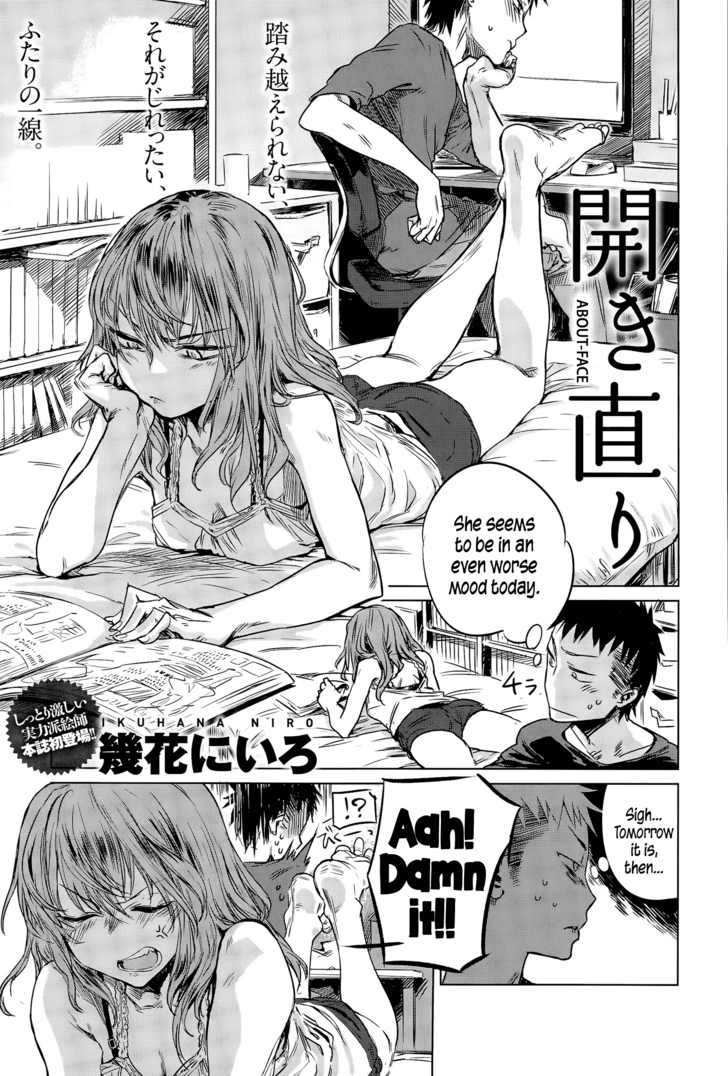 踏み越えられない、
それがじれったい、
ふたりの一線。
開き直り
ABOUT-FACE
She seems
to be in an
even worse
mood today.
チラ
しっとり激しい
実力派絵師
本誌初登場!!
IKUHANA NIRO
幾花にいろ
Sigh...
Tomorrow
it is,
then...
!?
Aah!
Damn
it!!